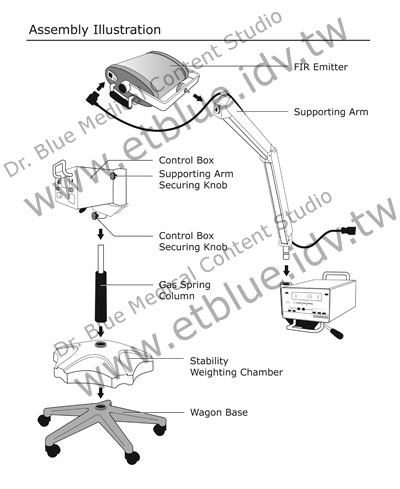 Assembly Illustration
FIR Emitter
Supporting Arm
Control Box
Supporting Arm
Securing Knob
Control Box
Securing Knob
Gas Spring
Column
Stability
Weighting Chamber
Wagon Base
Dr. Blue Medical Content Studio
www.etblue.idv.tw
Dr. Blue Medical Content Studio
www.etblue.idv.tw